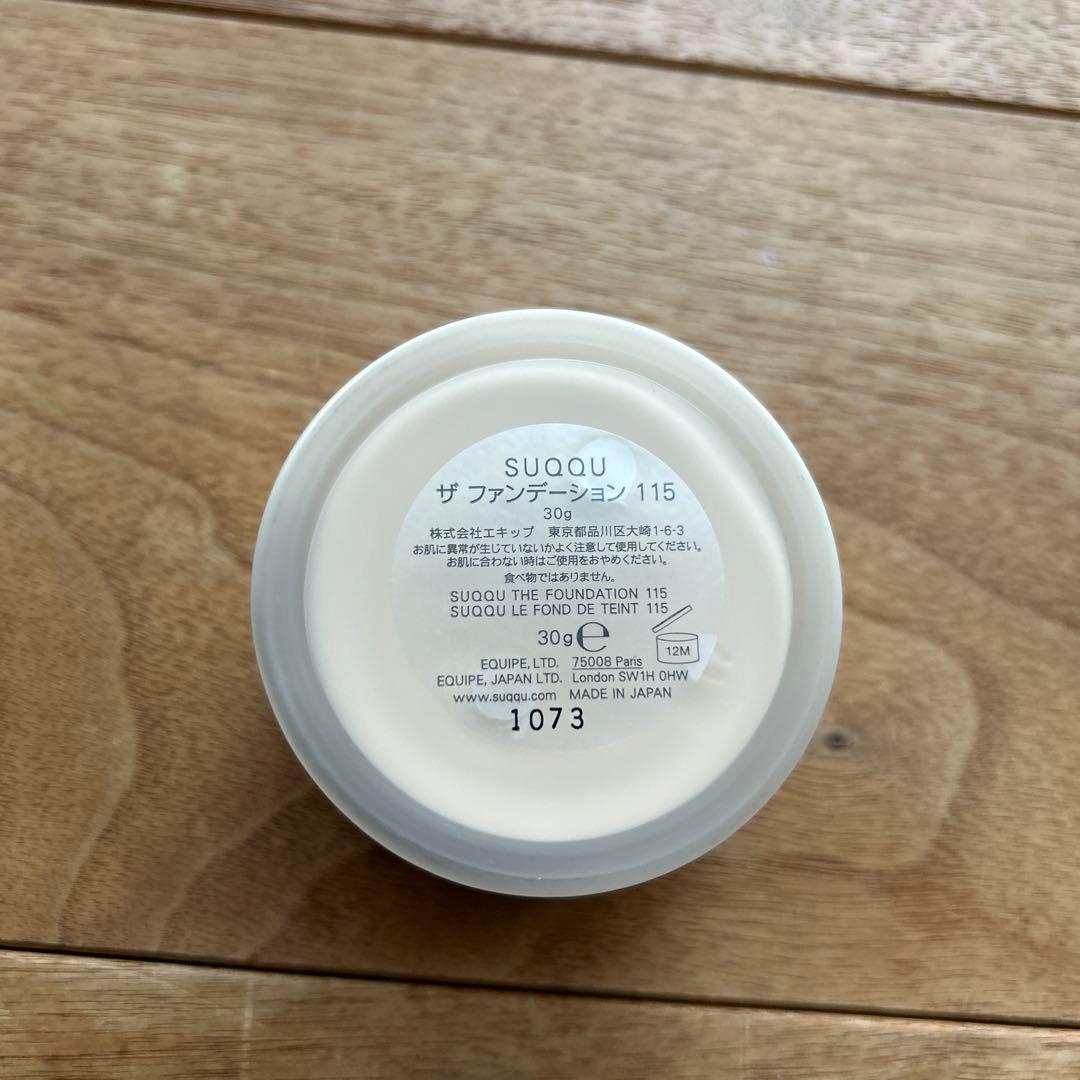 SUQQU
ザ ファンデーション 115
30g
株式会社エキップ 東京都品川区大崎1-6-3
お肌に異常が生じていないかよく注意して使用してください。
お肌に合わない時はご使用をおやめください。
食べ物ではありません。
SUQQU THE FOUNDATION 115
SUQQU LE FOND DE TEINT 115
30g℮
12M
EQUIPE, LTD. 75008 Paris
EQUIPE, JAPAN LTD. London SW1H 0HW
www.suqqu.com MADE IN JAPAN
1073